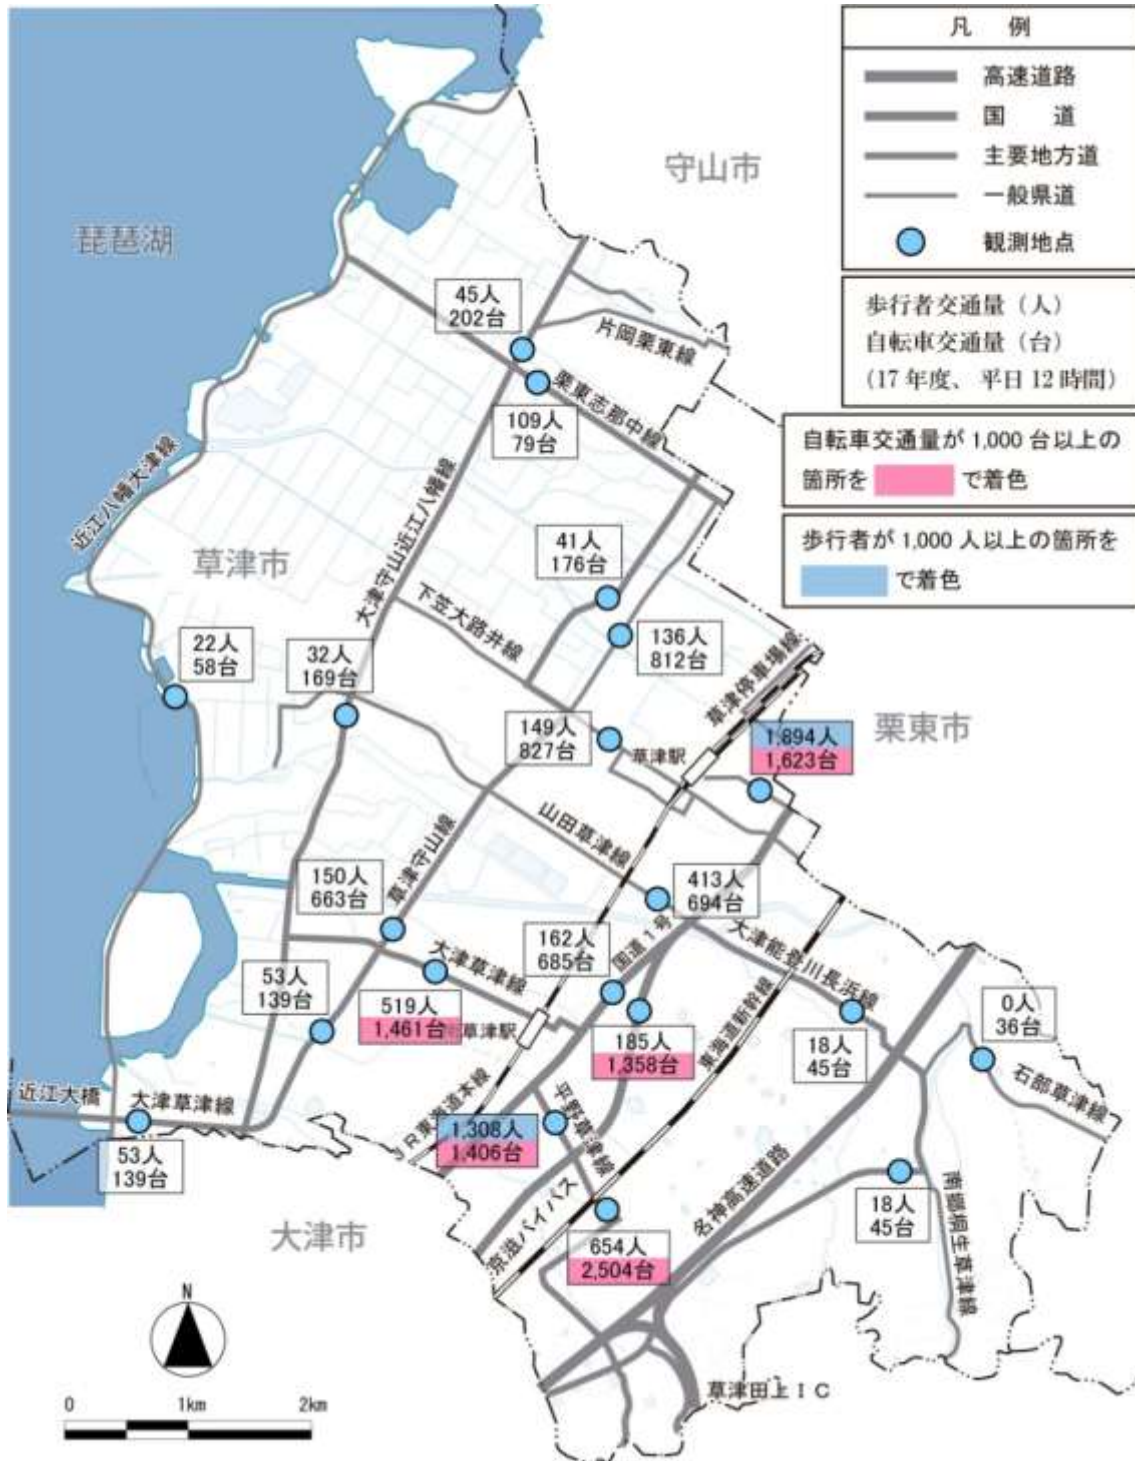 凡 例
高速道路
国 道
主要地方道
一般県道
観測地点
歩行者交通量(人)
自転車交通量(台)
(17年度、平日12時間)
自転車交通量が1,000台以上の
箇所を で着色
歩行者が1,000人以上の箇所を
で着色
守山市
琵琶湖
45人
202台
片岡栗東線
栗東志那中線
109人
79台
近江八幡大津線
大津守山近江八幡線
草津市
41人
176台
下笠大路井線
136人
812台
22人
58台
32人
169台
草津停車場線
149人
827台
草津駅
1,894人
1,623台
栗東市
山田草津線
草津守山線
150人
663台
413人
694台
162人
685台
国道1号
大津能登川長浜線
大津草津線
53人
139台
519人
1,461台
草津駅
185人
1,358台
東海道新幹線
18人
45台
0人
36台
石部草津線
近江大橋
大津草津線
JR東海道本線
平野草津線
1,308人
1,406台
53人
139台
名神高速道路
18人
45台
南郷桐生草津線
大津市
京滋バイパス
654人
2,504台
草津田上IC
N
0 1km 2km